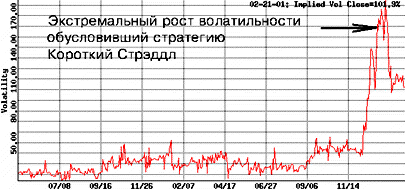 02-21-01; Implied Vol Close=101.9%
Экстремальный рост волатильности
обусловивший стратегию
Короткий Стрэддл
Volatility
170.00
140.00
110.00
80.00
50.00
07/08 09/16 11/26 02/07 04/17 06/27 09/06 11/14